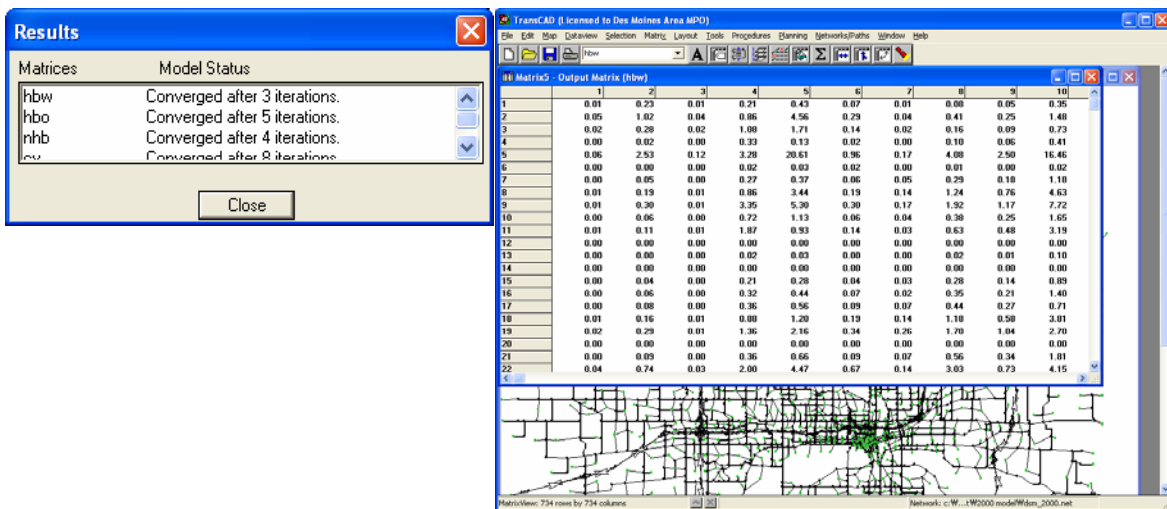 Results
Matrices Model Status
hbw Converged after 3 iterations.
hbo Converged after 5 iterations.
nhb Converged after 4 iterations.
cv Converged after 8 iterations.
Close
TransCAD (Licensed to Des Moines Area MPO)
File Edit Map Dataview Selection Matrix Layout Tools Procedures Planning Networks/Paths Window Help
hbw
Matrix5 - Output Matrix (hbw)
1 2 3 4 5 6 7 8 9 10
1 0.01 0.23 0.01 0.21 0.43 0.07 0.01 0.08 0.05 0.35
2 0.05 1.02 0.04 0.86 4.56 0.29 0.04 0.41 0.25 1.48
3 0.02 0.28 0.02 1.08 1.71 0.14 0.02 0.16 0.09 0.73
4 0.00 0.02 0.00 0.33 0.13 0.02 0.00 0.10 0.06 0.41
5 0.06 2.53 0.12 3.28 20.61 0.96 0.17 4.08 2.50 16.46
6 0.00 0.00 0.00 0.02 0.03 0.02 0.00 0.01 0.00 0.02
7 0.00 0.05 0.00 0.27 0.37 0.06 0.05 0.29 0.18 1.10
8 0.01 0.19 0.01 0.86 3.44 0.19 0.14 1.24 0.76 4.63
9 0.01 0.30 0.01 3.35 5.30 0.30 0.17 1.92 1.17 7.72
10 0.00 0.06 0.00 0.72 1.13 0.06 0.04 0.38 0.25 1.65
11 0.01 0.11 0.01 1.87 0.93 0.14 0.03 0.63 0.48 3.19
12 0.00 0.00 0.00 0.00 0.00 0.00 0.00 0.00 0.00 0.00
13 0.00 0.00 0.00 0.02 0.03 0.00 0.00 0.02 0.01 0.10
14 0.00 0.00 0.00 0.00 0.00 0.00 0.00 0.00 0.00 0.00
15 0.00 0.04 0.00 0.21 0.28 0.04 0.03 0.28 0.14 0.89
16 0.00 0.06 0.00 0.32 0.44 0.07 0.02 0.35 0.21 1.40
17 0.00 0.08 0.00 0.36 0.56 0.09 0.07 0.44 0.27 0.71
18 0.01 0.16 0.01 0.88 1.20 0.19 0.14 1.18 0.58 3.01
19 0.02 0.29 0.01 1.36 2.16 0.34 0.26 1.70 1.04 2.70
20 0.00 0.00 0.00 0.00 0.00 0.00 0.00 0.00 0.00 0.00
21 0.00 0.09 0.00 0.36 0.66 0.09 0.07 0.56 0.34 1.81
22 0.04 0.74 0.03 2.00 4.47 0.67 0.14 3.03 0.73 4.15
MatrixView: 734 rows by 734 columns Network: c:₩...t₩2000 model₩dsm_2000.net